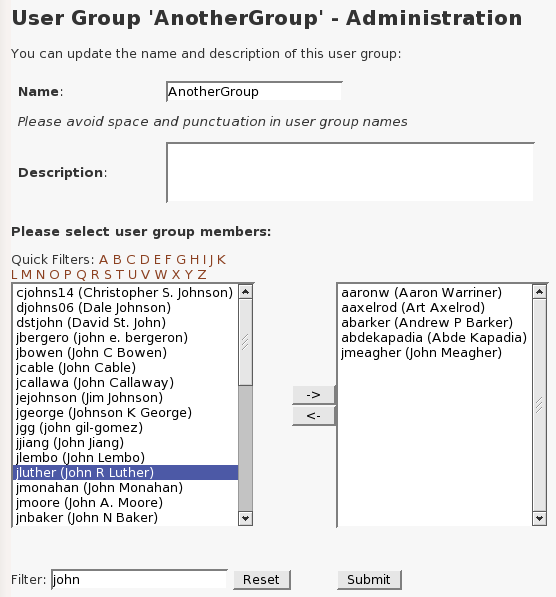 User Group 'AnotherGroup' - Administration
You can update the name and description of this user group:
Name: AnotherGroup
Please avoid space and punctuation in user group names
Description:
Please select user group members:
Quick Filters: A B C D E F G H I J K
L M N O P Q R S T U V W X Y Z
cjohns14 (Christopher S. Johnson)
djohns06 (Dale Johnson)
dstjohn (David St. John)
jbergero (john e. bergeron)
jbowen (John C Bowen)
jcable (John Cable)
jcallawa (John Callaway)
jejohnson (Jim Johnson)
jgeorge (Johnson K George)
jgg (john gil-gomez)
jjiang (John Jiang)
jlembo (John Lembo)
jluther (John R Luther)
jmonahan (John Monahan)
jmoore (John A. Moore)
jnbaker (John N Baker)
->
<-
aaronw (Aaron Warriner)
aaxelrod (Art Axelrod)
abarker (Andrew P Barker)
abdekapadia (Abde Kapadia)
jmeagher (John Meagher)
Filter: john Reset Submit